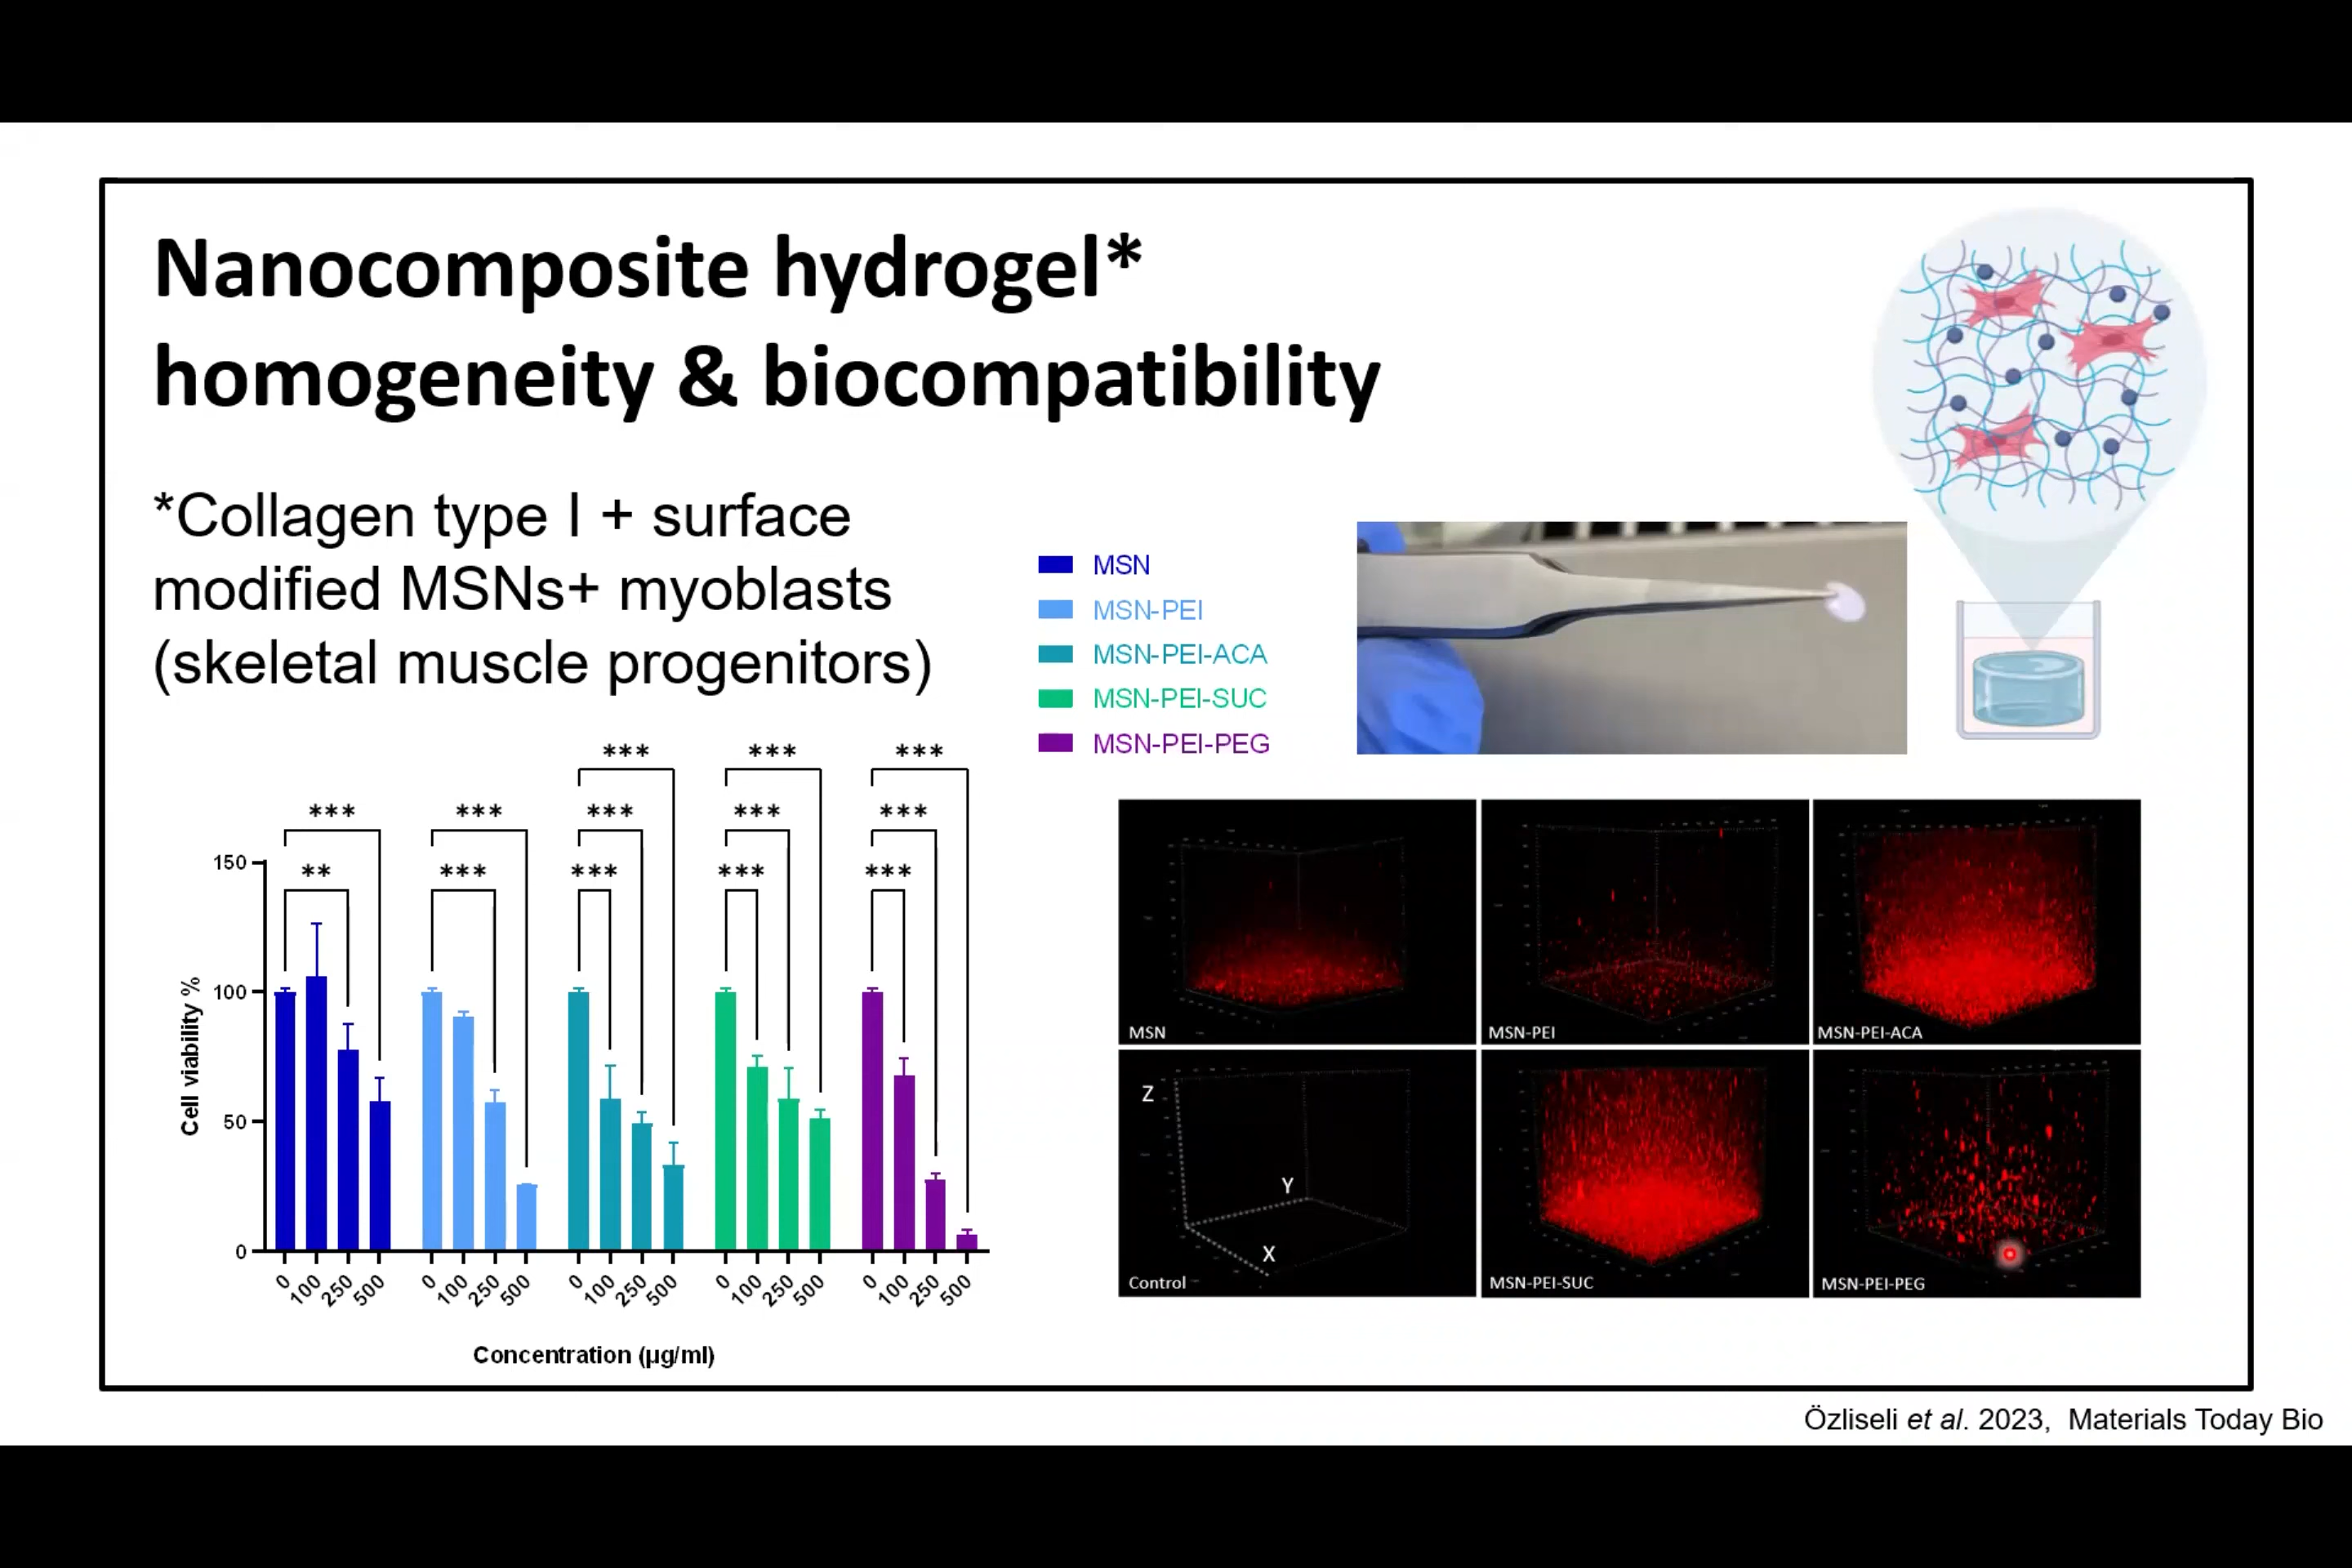 Nanocomposite hydrogel*
homogeneity & biocompatibility
*Collagen type I + surface
modified MSNs+ myoblasts
(skeletal muscle progenitors)
MSN
MSN-PEI
MSN-PEI-ACA
MSN-PEI-SUC
MSN-PEI-PEG
*** *** ***
*** *** *** *** ***
** *** *** *** ***
150
100
50
0
Cell viability %
0 100 250 500 0 100 250 500 0 100 250 500 0 100 250 500 0 100 250 500
Concentration (µg/ml)
MSN
MSN-PEI
MSN-PEI-ACA
Z
Y
X
Control
MSN-PEI-SUC
MSN-PEI-PEG
Özliseli et al. 2023, Materials Today Bio